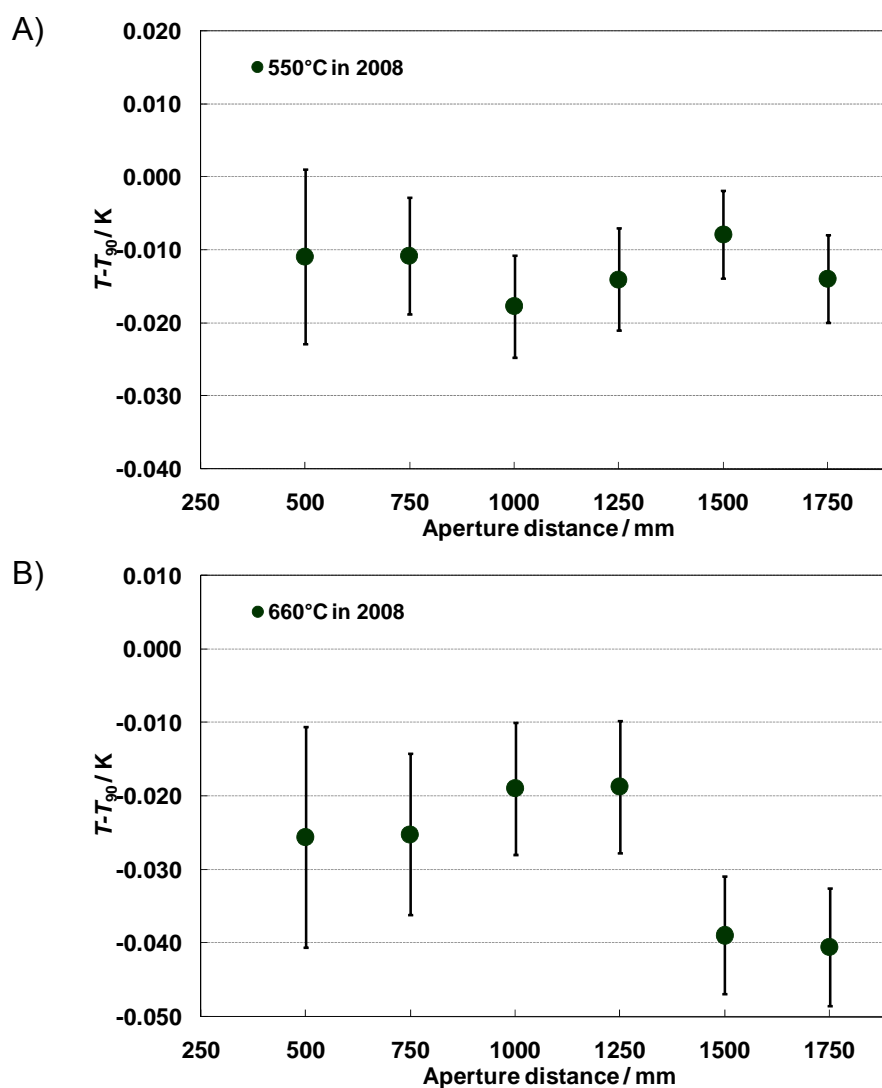 A)
0.020
550°C in 2008
0.010
0.000
T-T90 / K
-0.010
-0.020
-0.030
-0.040
250 500 750 1000 1250 1500 1750
Aperture distance / mm
B)
0.010
660°C in 2008
0.000
-0.010
T-T90 / K
-0.020
-0.030
-0.040
-0.050
250 500 750 1000 1250 1500 1750
Aperture distance / mm